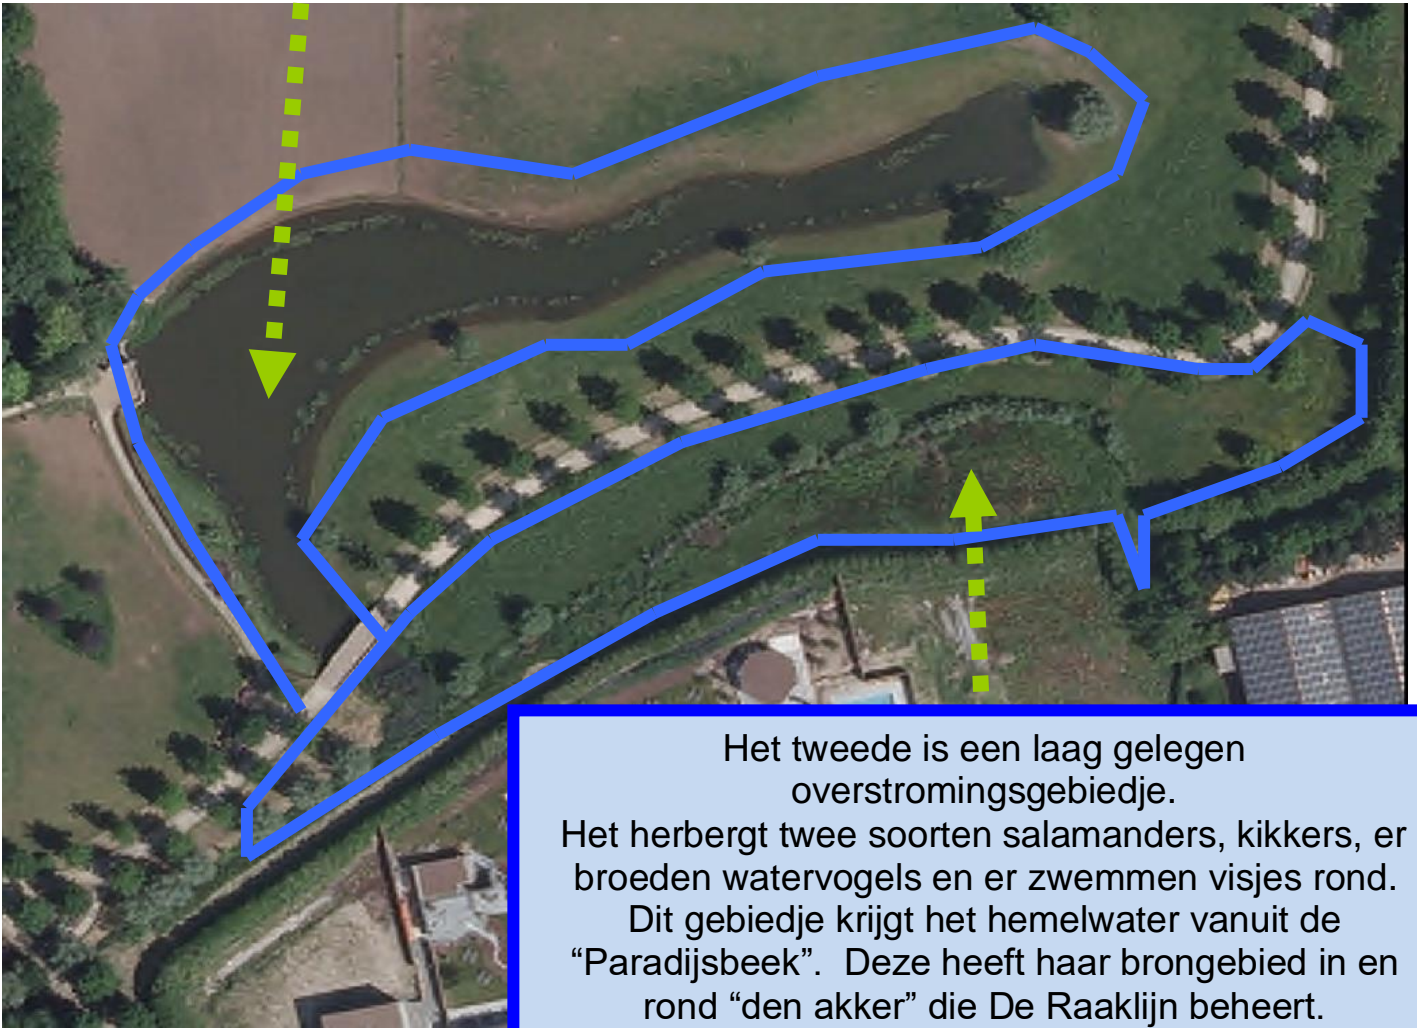 Het tweede is een laag gelegen
overstromingsgebiedje.
Het herbergt twee soorten salamanders, kikkers, er
broeden watervogels en er zwemmen visjes rond.
Dit gebiedje krijgt het hemelwater vanuit de
“Paradijsbeek”.  Deze heeft haar brongebied in en
rond “den akker” die De Raaklijn beheert.